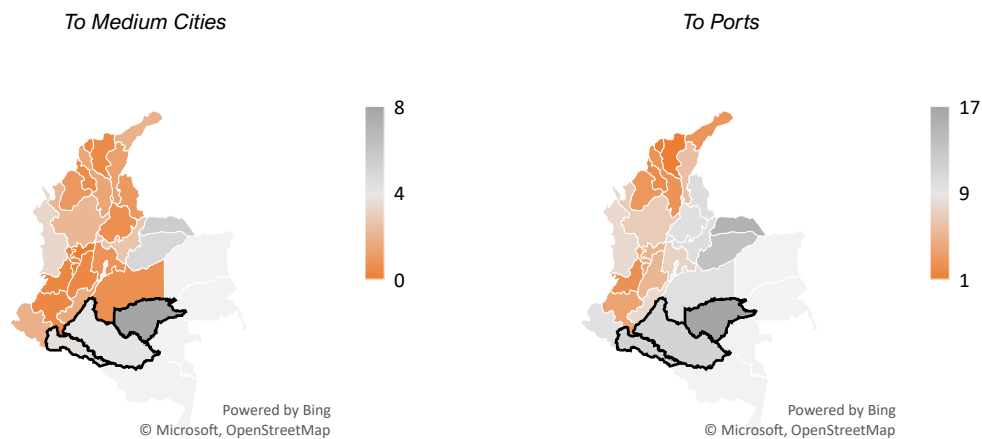 To Medium Cities
8
4
0
Powered by Bing
© Microsoft, OpenStreetMap
To Ports
17
9
1
Powered by Bing
© Microsoft, OpenStreetMap